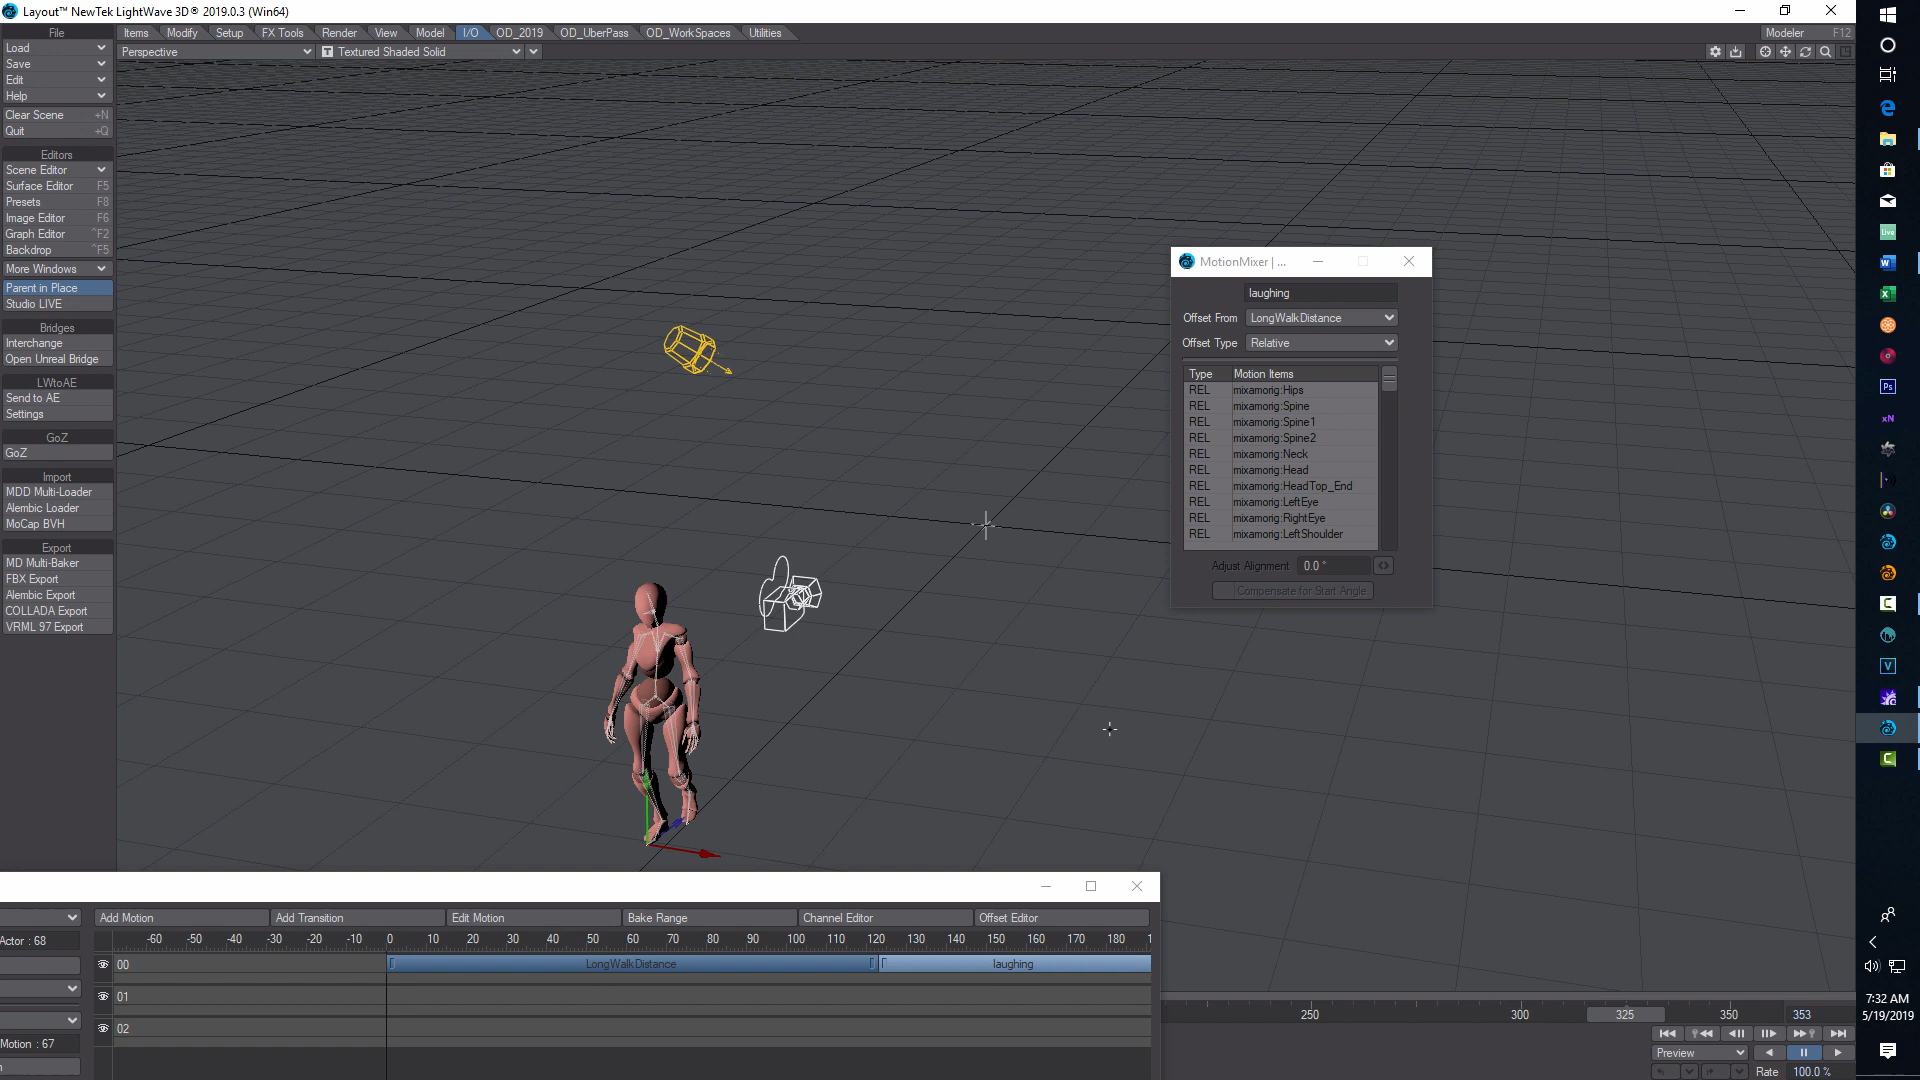 Layout™ NewTek LightWave 3D® 2019.0.3 (Win64)
File
Items Modify Setup FX Tools Render View Model I/O OD_2019 OD_UberPass OD_WorkSpaces Utilities
Modeler F12
Perspective
T Textured Shaded Solid
Load
Save
Edit
Help
Clear Scene +N
Quit +Q
Editors
Scene Editor
Surface Editor F5
Presets F8
Image Editor F6
Graph Editor ^F2
Backdrop ^F5
More Windows
Parent in Place
Studio LIVE
Bridges
Interchange
Open Unreal Bridge
LWtoAE
Send to AE
Settings
GoZ
GoZ
Import
MDD Multi-Loader
Alembic Loader
MoCap BVH
Export
MD Multi-Baker
FBX Export
Alembic Export
COLLADA Export
VRML 97 Export
MotionMixer | ...
laughing
Offset From LongWalkDistance
Offset Type Relative
Type Motion Items
REL mixamorig:Hips
REL mixamorig:Spine
REL mixamorig:Spine1
REL mixamorig:Spine2
REL mixamorig:Neck
REL mixamorig:Head
REL mixamorig:HeadTop_End
REL mixamorig:LeftEye
REL mixamorig:RightEye
REL mixamorig:LeftShoulder
Adjust Alignment 0.0 °
Compensate for Start Angle
Add Motion Add Transition Edit Motion Bake Range Channel Editor Offset Editor
Actor : 68
-60 -50 -40 -30 -20 -10 0 10 20 30 40 50 60 70 80 90 100 110 120 130 140 150 160 170 180 1
00 LongWalkDistance laughing
01
02
Motion : 67
250 300 325 350 353
Preview
Rate 100.0 %
Live
Ps
xN
7:32 AM
5/19/2019